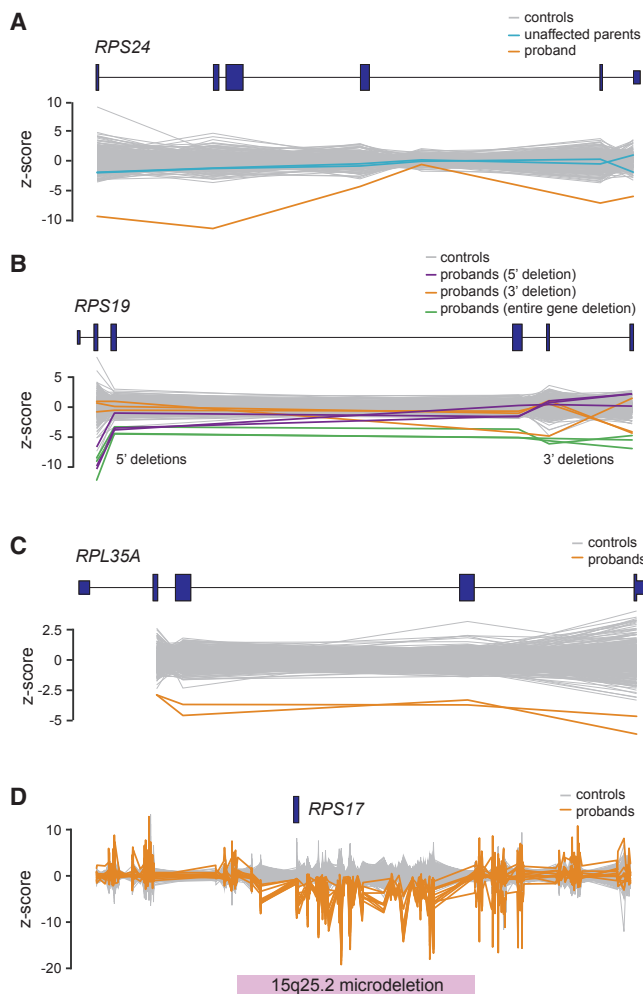 A
RPS24
controls
unaffected parents
proband
z-score
10
5
0
-5
-10
B
RPS19
controls
probands (5' deletion)
probands (3' deletion)
probands (entire gene deletion)
z-score
5
0
-5
-10
5' deletions
3' deletions
C
RPL35A
controls
probands
z-score
2.5
0
-2.5
-5
D
RPS17
controls
probands
z-score
10
0
-10
-20
15q25.2 microdeletion